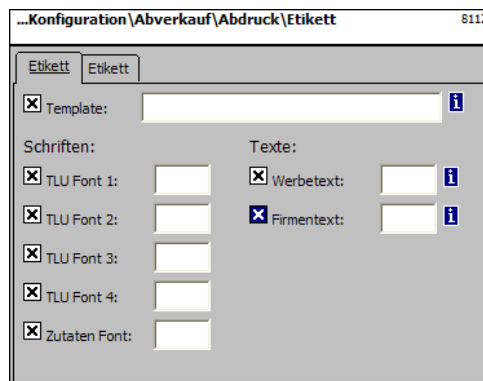 ...Konfiguration\Abverkauf\Abdruck\Etikett
Etikett Etikett
Template:
Schriften: Texte:
TLU Font 1: Werbetext:
TLU Font 2: Firmentext:
TLU Font 3:
TLU Font 4:
Zutaten Font: